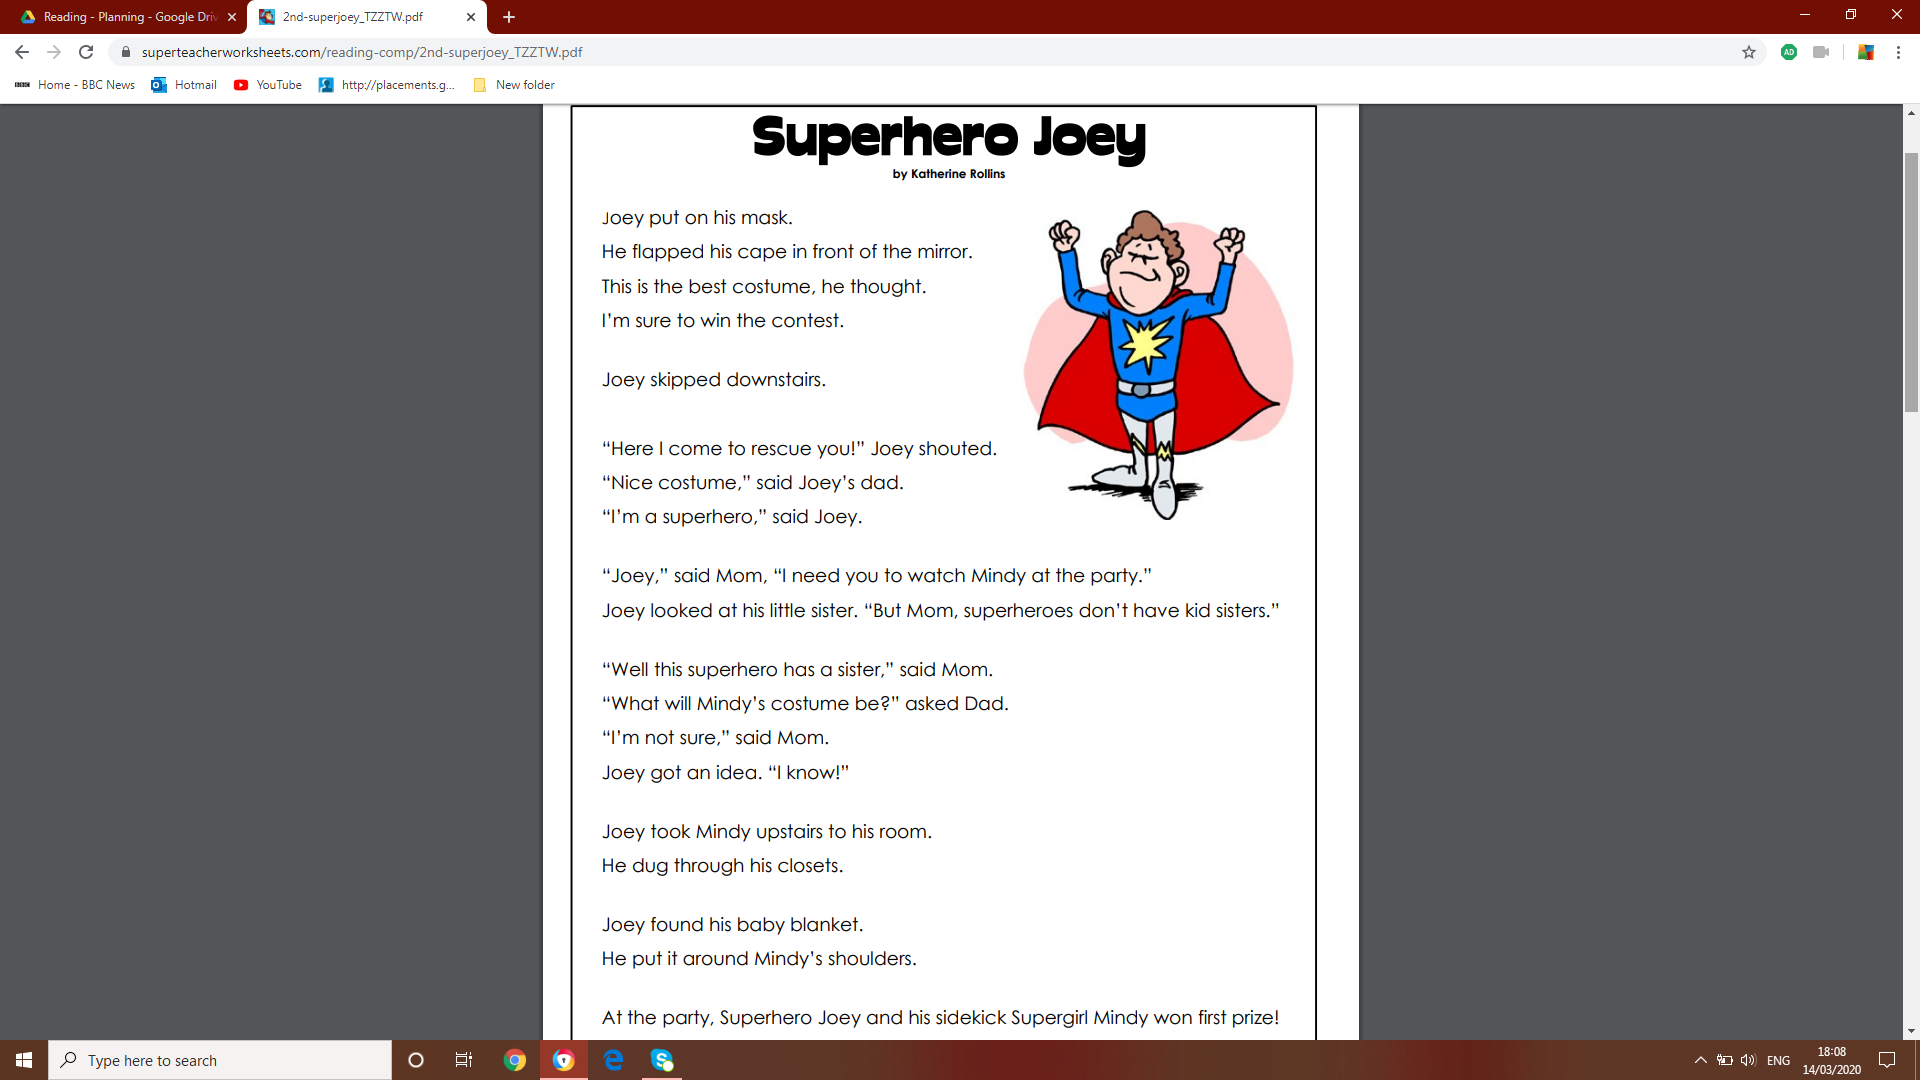 Reading - Planning - Google Driv
2nd-superjoey_TZZTW.pdf
superteacherworksheets.com/reading-comp/2nd-superjoey_TZZTW.pdf
AD
BBC Home - BBC News
Hotmail
YouTube
http://placements.g...
New folder
Superhero Joey
by Katherine Rollins
Joey put on his mask.
He flapped his cape in front of the mirror.
This is the best costume, he thought.
I’m sure to win the contest.
Joey skipped downstairs.
“Here I come to rescue you!” Joey shouted.
“Nice costume,” said Joey’s dad.
“I’m a superhero,” said Joey.
“Joey,” said Mom, “I need you to watch Mindy at the party.”
Joey looked at his little sister. “But Mom, superheroes don’t have kid sisters.”
“Well this superhero has a sister,” said Mom.
“What will Mindy’s costume be?” asked Dad.
“I’m not sure,” said Mom.
Joey got an idea. “I know!”
Joey took Mindy upstairs to his room.
He dug through his closets.
Joey found his baby blanket.
He put it around Mindy’s shoulders.
At the party, Superhero Joey and his sidekick Supergirl Mindy won first prize!
Type here to search
ENG
18:08
14/03/2020